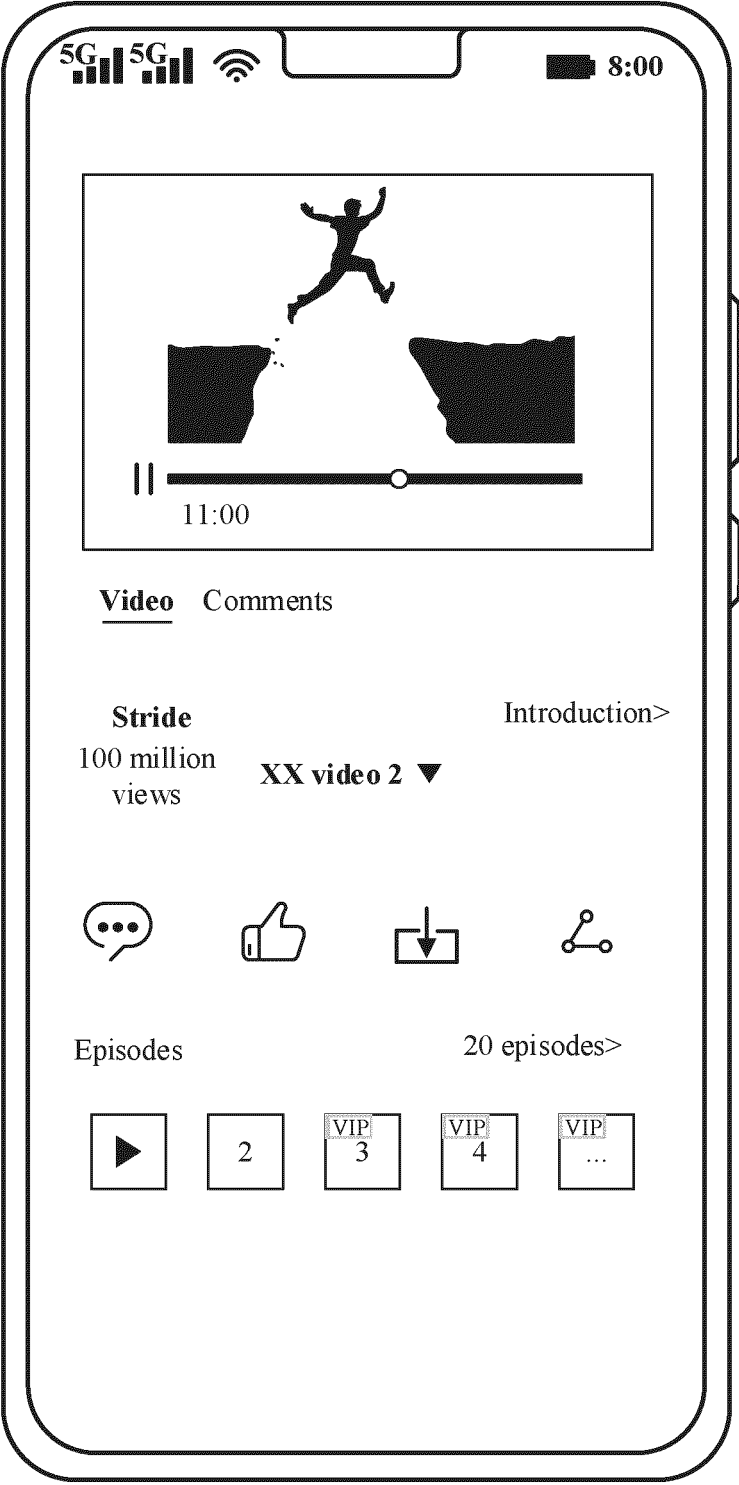 5G 5G 8:00
11:00
Video Comments
Stride
Introduction>
100 million
views
XX video 2
Episodes
20 episodes>
2
VIP
3
VIP
4
VIP
...